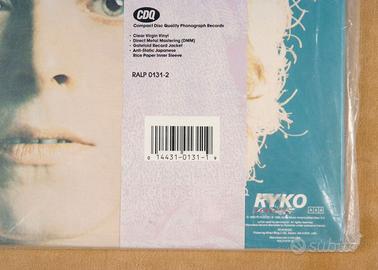 CDQ
Compact Disc Quality Phonograph Records
• Clear Virgin Vinyl
• Direct Metal Mastering (DMM)
• Gatefold Record Jacket
• Anti-Static Japanese
Rice Paper Inner Sleeve
RALP 0131-2
0 14431-0131-1 9
RYKO
subito